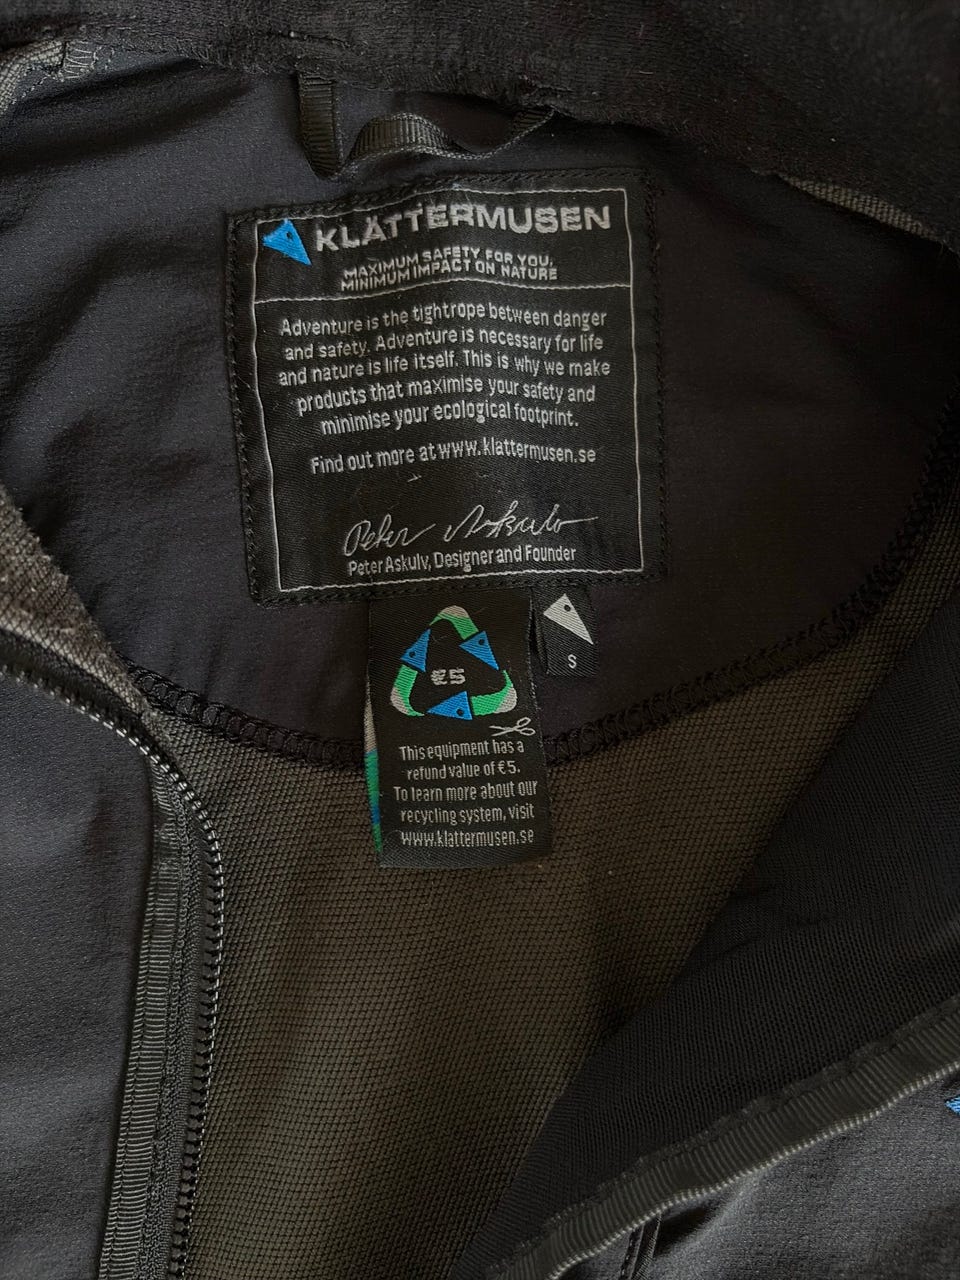 KLÄTTERMUSEN
MAXIMUM SAFETY FOR YOU,
MINIMUM IMPACT ON NATURE
Adventure is the tightrope between danger
and safety. Adventure is necessary for life
and nature is life itself. This is why we make
products that maximise your safety and
minimise your ecological footprint.
Find out more at www.klattermusen.se
Peter Askulv
Peter Askulv, Designer and Founder
S
€5
This equipment has a
refund value of €5.
To learn more about our
recycling system, visit
www.klattermusen.se